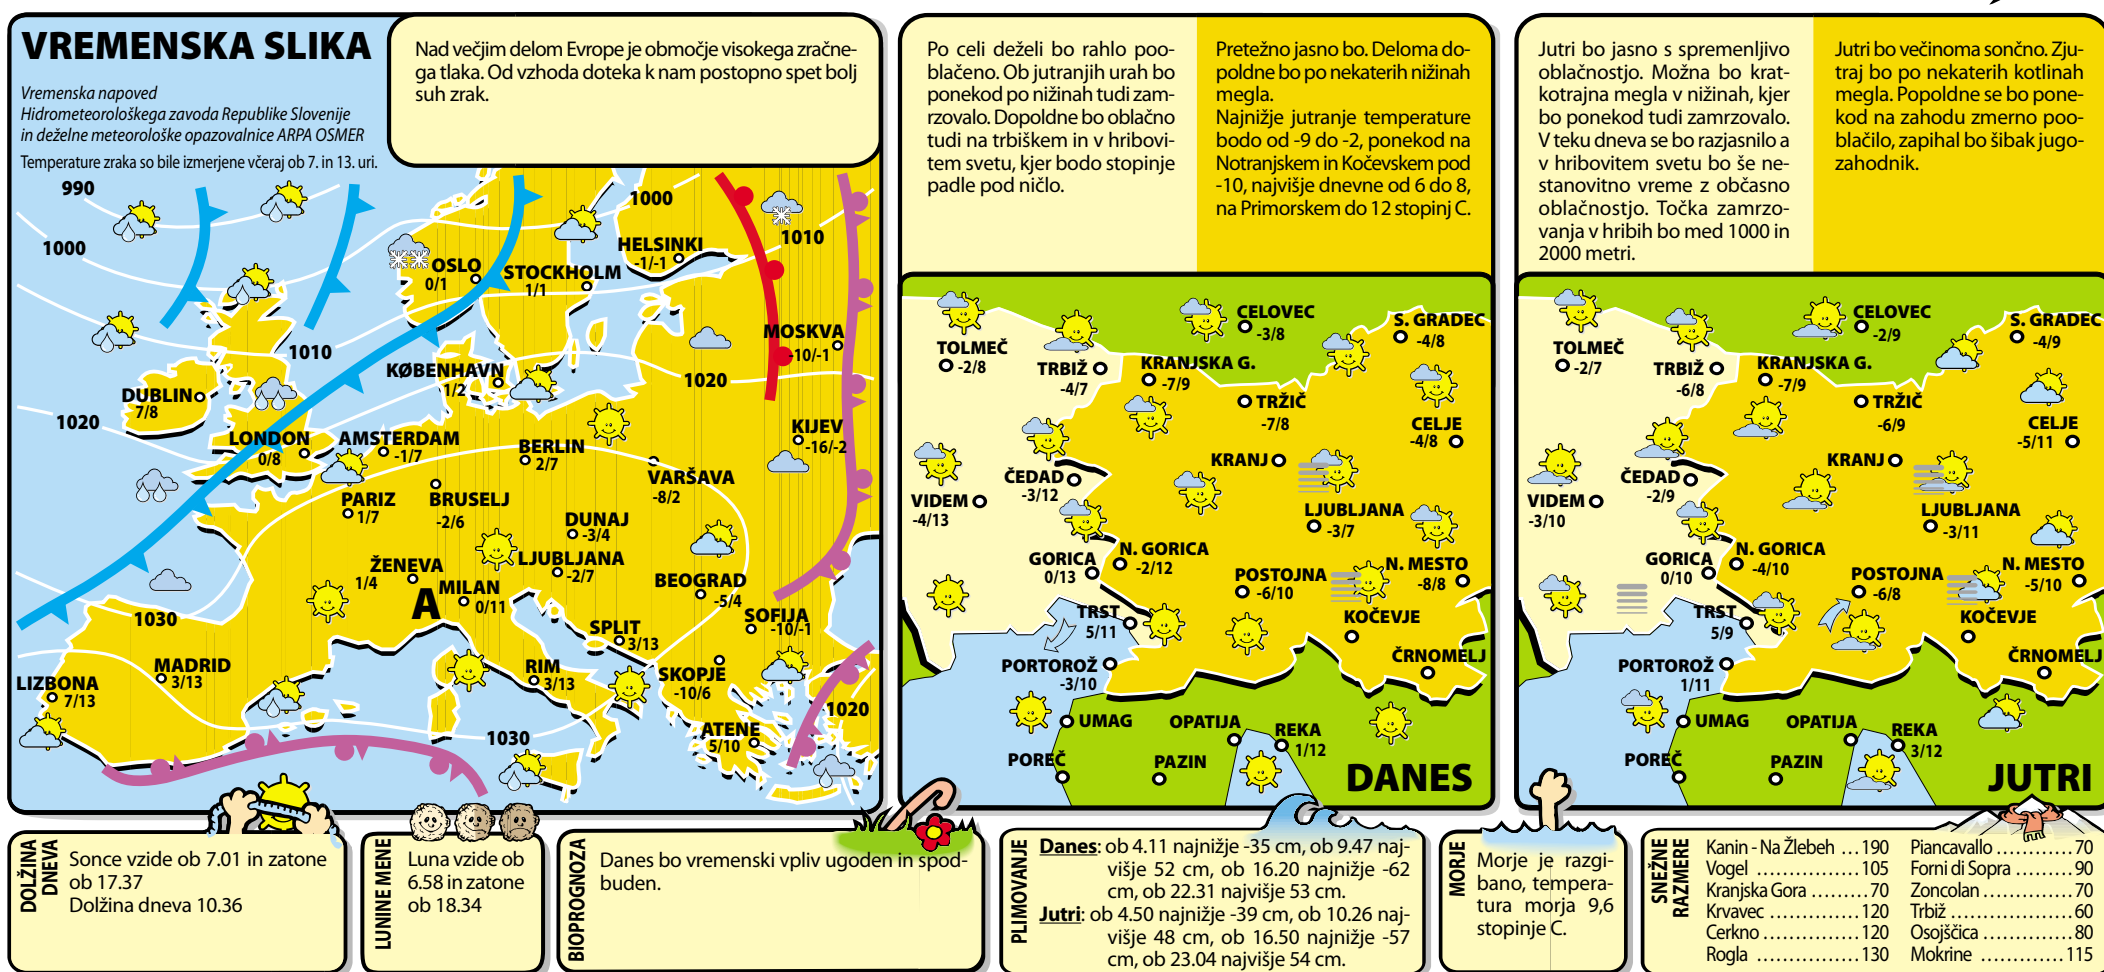 VREMENSKA SLIKA
Vremenska napoved
Hidrometeorološkega zavoda Republike Slovenije
in deželne meteorološke opazovalnice ARPA OSMER
Temperature zraka so bile izmerjene včeraj ob 7. in 13. uri.
Nad večjim delom Evrope je območje visokega zračne-
ga tlaka. Od vzhoda doteka k nam postopno spet bolj
suh zrak.
990
1000
1000
1010
HELSINKI
-1/-1
OSLO
0/1
STOCKHOLM
1/1
1010
MOSKVA
-10/-1
KØBENHAVN
1/2
1020
DUBLIN
7/8
1020
LONDON
0/8
AMSTERDAM
-1/7
BERLIN
2/7
KIJEV
-16/-2
VARŠAVA
-8/2
PARIZ
1/7
BRUSELJ
-2/6
DUNAJ
-3/4
ŽENEVA
1/4
LJUBLJANA
-2/7
A
MILAN
0/11
BEOGRAD
-5/4
1030
SOFIJA
-10/-1
SPLIT
3/13
MADRID
3/13
RIM
3/13
SKOPJE
-10/6
LIZBONA
7/13
1020
1030
ATENE
5/10
Po celi deželi bo rahlo poo-
blačeno. Ob jutranjih urah bo
ponekod po nižinah tudi zam-
rzovalo. Dopoldne bo oblačno
tudi na trbiškem in v hribovi-
tem svetu, kjer bodo stopinje
padle pod ničlo.
Pretežno jasno bo. Deloma do-
poldne bo po nekaterih nižinah
megla.
Najnižje jutranje temperature
bodo od -9 do -2, ponekod na
Notranjskem in Kočevskem pod
-10, najvišje dnevne od 6 do 8,
na Primorskem do 12 stopinj C.
CELOVEC
-3/8
S. GRADEC
-4/8
TOLMEČ
-2/8
TRBIŽ
-4/7
KRANJSKA G.
-7/9
TRŽIČ
-7/8
CELJE
-4/8
KRANJ
ČEDAD
-3/12
VIDEM
-4/13
LJUBLJANA
-3/7
GORICA
0/13
N. GORICA
-2/12
POSTOJNA
-6/10
N. MESTO
-8/8
TRST
5/11
KOČEVJE
PORTOROŽ
-3/10
ČRNOMELJ
UMAG
OPATIJA
REKA
1/12
POREČ
PAZIN
DANES
Jutri bo jasno s spremenljivo
oblačnostjo. Možna bo krat-
kotrajna megla v nižinah, kjer
bo ponekod tudi zamrzovalo.
V teku dneva se bo razjasnilo a
v hribovitem svetu bo še ne-
stanovitno vreme z občasno
oblačnostjo. Točka zamrzo-
vanja v hribih bo med 1000 in
2000 metri.
Jutri bo večinoma sončno. Zju-
traj bo po nekaterih kotlinah
megla. Popoldne se bo pone-
kod na zahodu zmerno poo-
blačilo, zapihal bo šibak jugo-
zahodnik.
CELOVEC
-2/9
S. GRADEC
-4/9
TOLMEČ
-2/7
TRBIŽ
-6/8
KRANJSKA G.
-7/9
TRŽIČ
-6/9
CELJE
-5/11
KRANJ
ČEDAD
-2/9
VIDEM
-3/10
LJUBLJANA
-3/11
GORICA
0/10
N. GORICA
-4/10
POSTOJNA
-6/8
N. MESTO
-5/10
TRST
5/9
KOČEVJE
PORTOROŽ
1/11
ČRNOMELJ
UMAG
OPATIJA
REKA
3/12
POREČ
PAZIN
JUTRI
DOLŽINA
DNEVA
Sonce vzide ob 7.01 in zatone
ob 17.37
Dolžina dneva 10.36
LUNINE MENE
Luna vzide ob
6.58 in zatone
ob 18.34
BIOPROGNOZA
Danes bo vremenski vpliv ugoden in spod-
buden.
PLIMOVANJE
Danes: ob 4.11 najnižje -35 cm, ob 9.47 naj-
višje 52 cm, ob 16.20 najnižje -62
cm, ob 22.31 najvišje 53 cm.
Jutri: ob 4.50 najnižje -39 cm, ob 10.26 naj-
višje 48 cm, ob 16.50 najnižje -57
cm, ob 23.04 najvišje 54 cm.
MORJE
Morje je razgi-
bano, tempera-
tura morja 9,6
stopinje C.
SNEŽNE
RAZMERE
Kanin - Na Žlebeh ...190
Vogel ................105
Kranjska Gora ........70
Krvavec ..............120
Cerkno ...............120
Rogla ................130
Piancavallo ............70
Forni di Sopra .........90
Zoncolan ..............70
Trbiž ..................60
Osojščica ..............80
Mokrine .............115